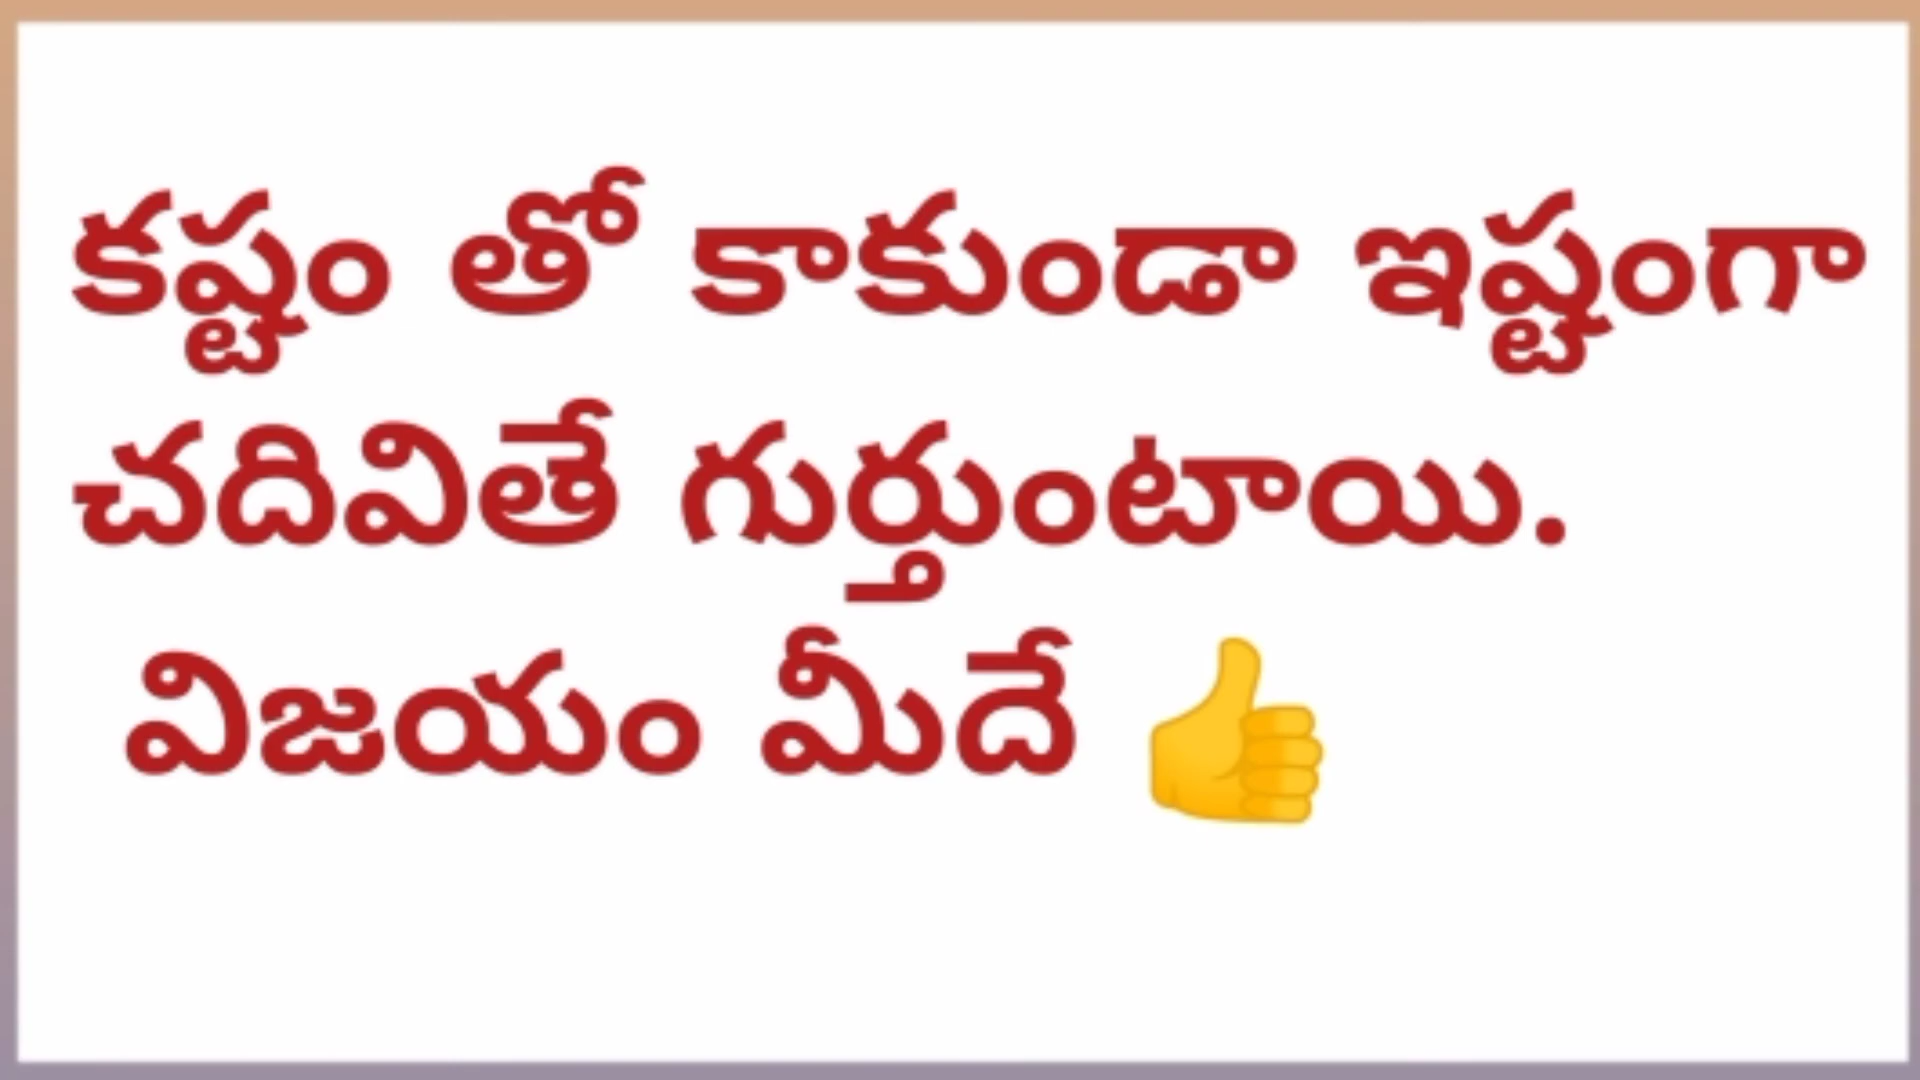 కష్టం తో కాకుండా ఇష్టంగా
చదివితే గుర్తుంటాయి.
విజయం మీదే 👍